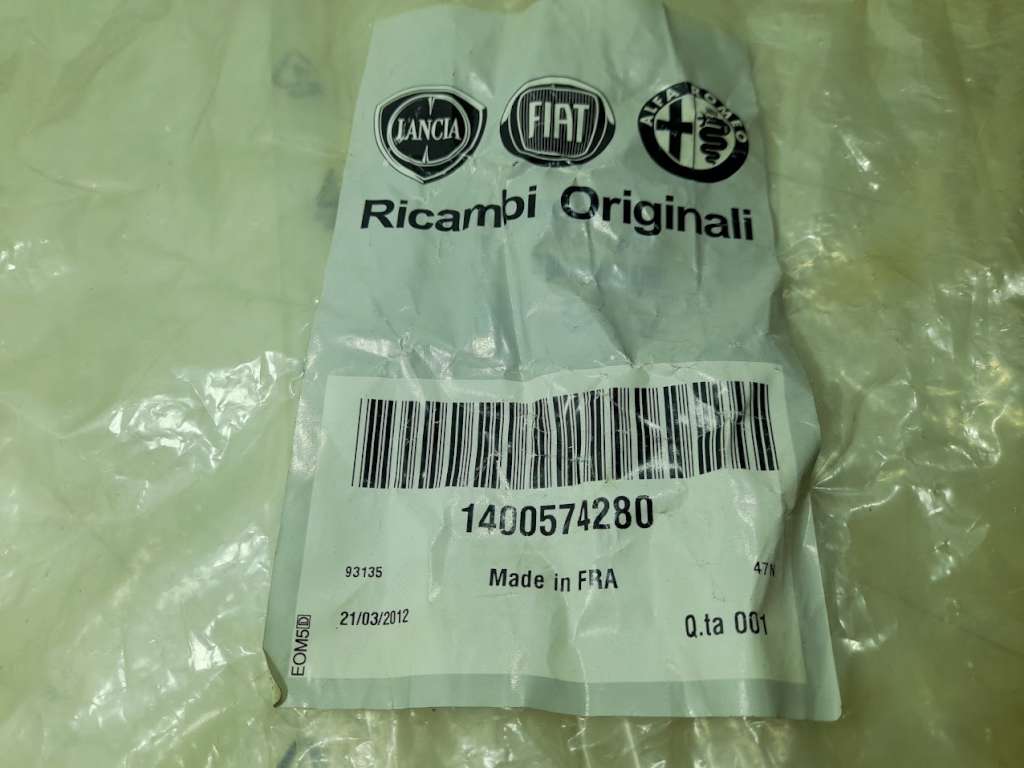 LANCIA
FIAT
ALFA ROMEO
Ricambi Originali
1400574280
93135
Made in FRA
47N
21/03/2012
Q.ta 001
EOM5D